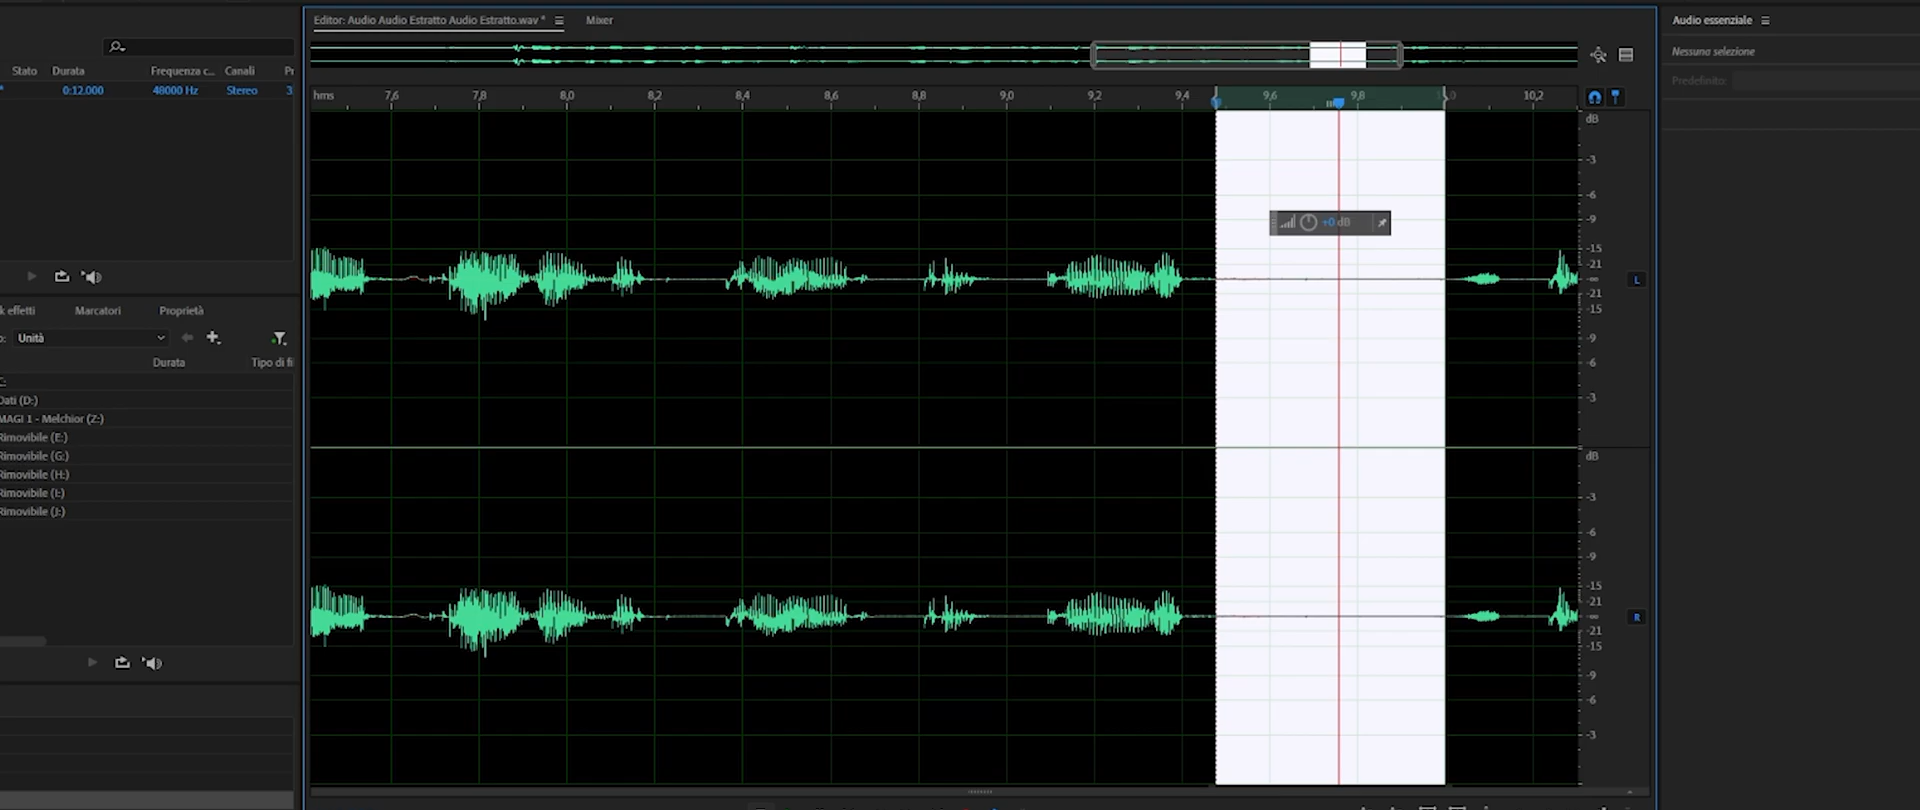 Editor: Audio Audio Estratto Audio Estratto.wav *
Mixer
Audio essenziale
Nessuna selezione
Predefinito:
Stato Durata Frequenza c... Canali Pr
* 0:12.000 48000 Hz Stereo 3
hms 7,6 7,8 8,0 8,2 8,4 8,6 8,8 9,0 9,2 9,4 9,6 9,8 10,2
dB
-3
-6
-9
-15
-21
-∞
-21
-15
-9
-6
-3
+0 dB
L
k effetti Marcatori Proprietà
o: Unità
Durata Tipo di fi
C:
Dati (D:)
MAGI 1 - Melchior (Z:)
Rimovibile (E:)
Rimovibile (G:)
Rimovibile (H:)
Rimovibile (I:)
Rimovibile (J:)
dB
-3
-6
-9
-15
-21
-∞
-21
-15
-9
-6
-3
R